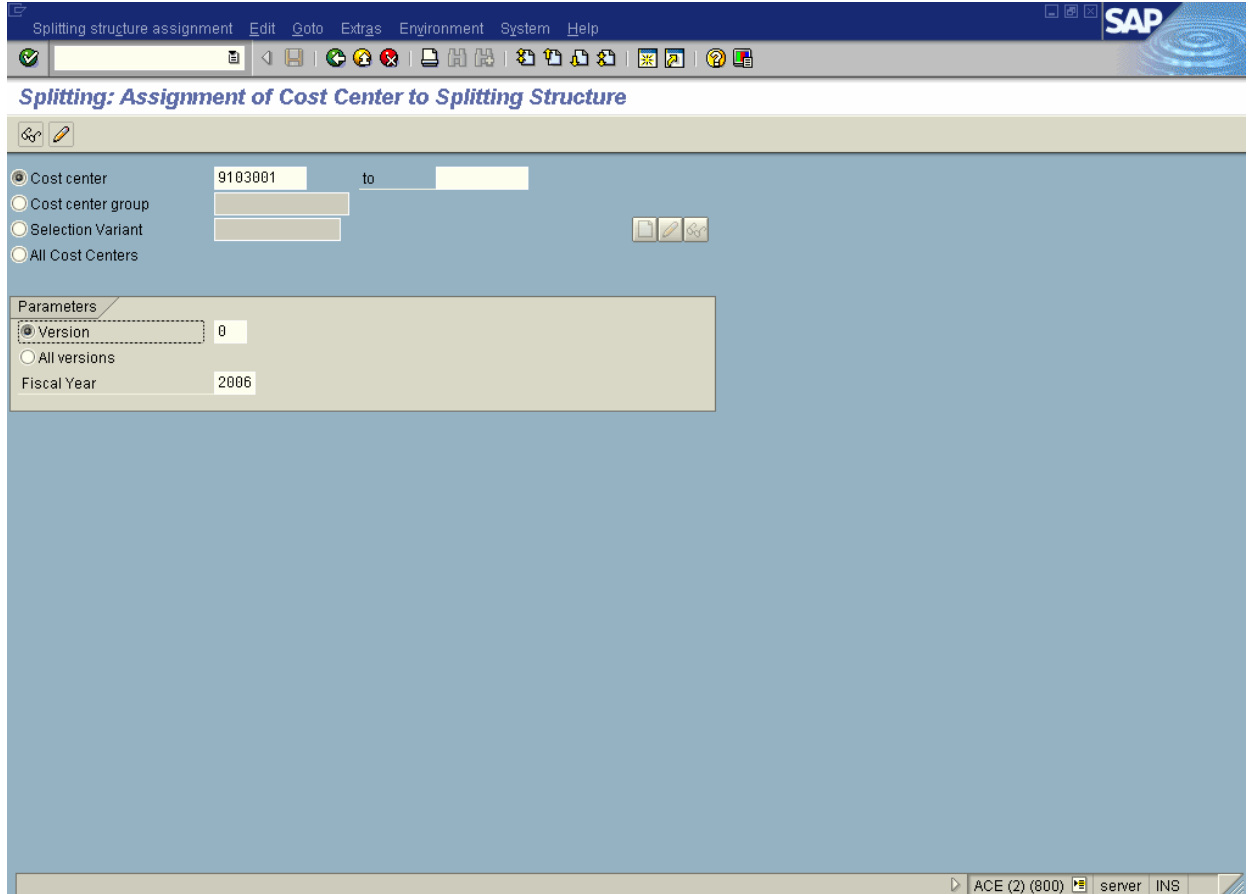 Splitting structure assignment Edit Goto Extras Environment System Help
SAP
Splitting: Assignment of Cost Center to Splitting Structure
Cost center 9103001 to
Cost center group
Selection Variant
All Cost Centers
Parameters
Version 0
All versions
Fiscal Year 2006
ACE (2) (800) server INS